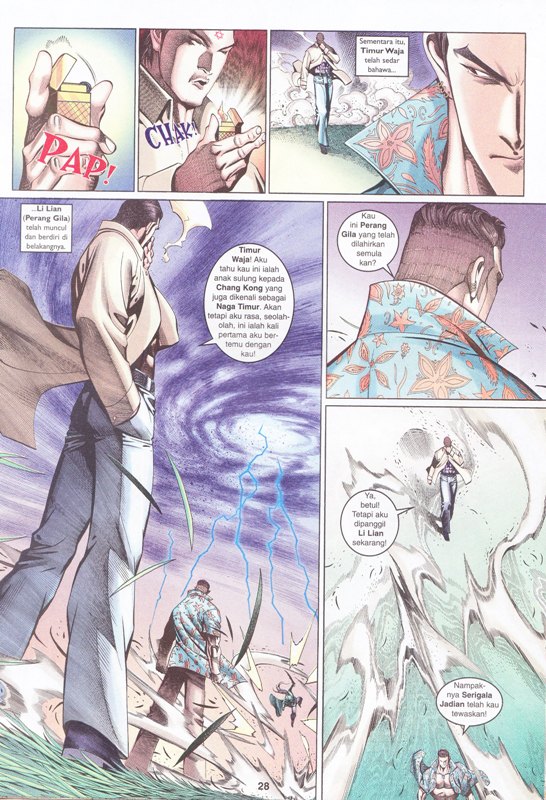 PAP!
CHAK!
Sementara itu,
Timur Waja
telah sedar
bahawa...
...Li Lian
(Perang Gila)
telah muncul
dan berdiri di
belakangnya.
Timur
Waja! Aku
tahu kau ini ialah
anak sulung kepada
Chang Kong yang
juga dikenali sebagai
Naga Timur. Akan
tetapi aku rasa, seolah-
olah, ini ialah kali
pertama aku ber-
temu dengan
kau!
Kau
ini Perang
Gila yang telah
dilahirkan
semula
kan?
Ya,
betul!
Tetapi aku
dipanggil
Li Lian
sekarang!
Nampak-
nya Serigala
Jadian telah kau
tewaskan!
28